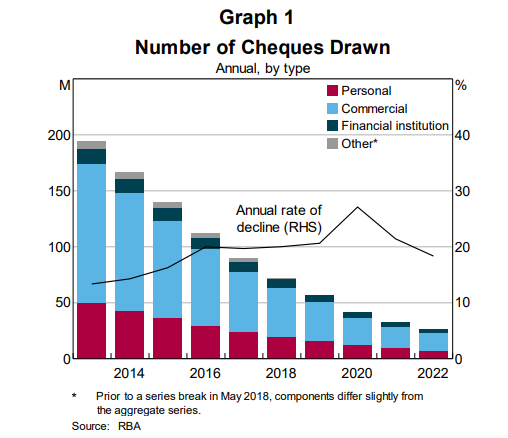 Graph 1
Number of Cheques Drawn
Annual, by type
M
%
Personal
Commercial
Financial institution
Other*
200
40
150
30
Annual rate of
decline (RHS)
100
20
50
10
0
0
2014
2016
2018
2020
2022
* Prior to a series break in May 2018, components differ slightly from
the aggregate series.
Source: RBA